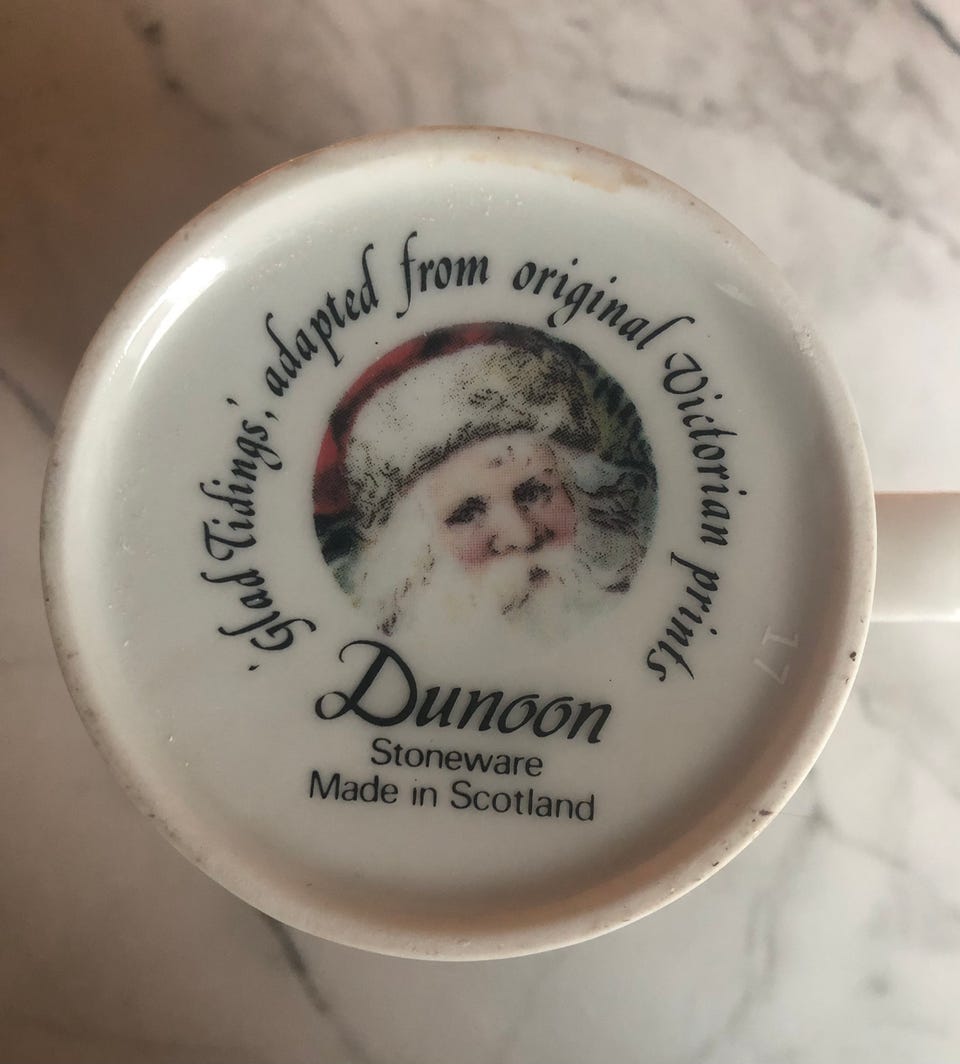 'Glad Tidings', adapted from original Victorian prints
Dunoon
Stoneware
Made in Scotland
17